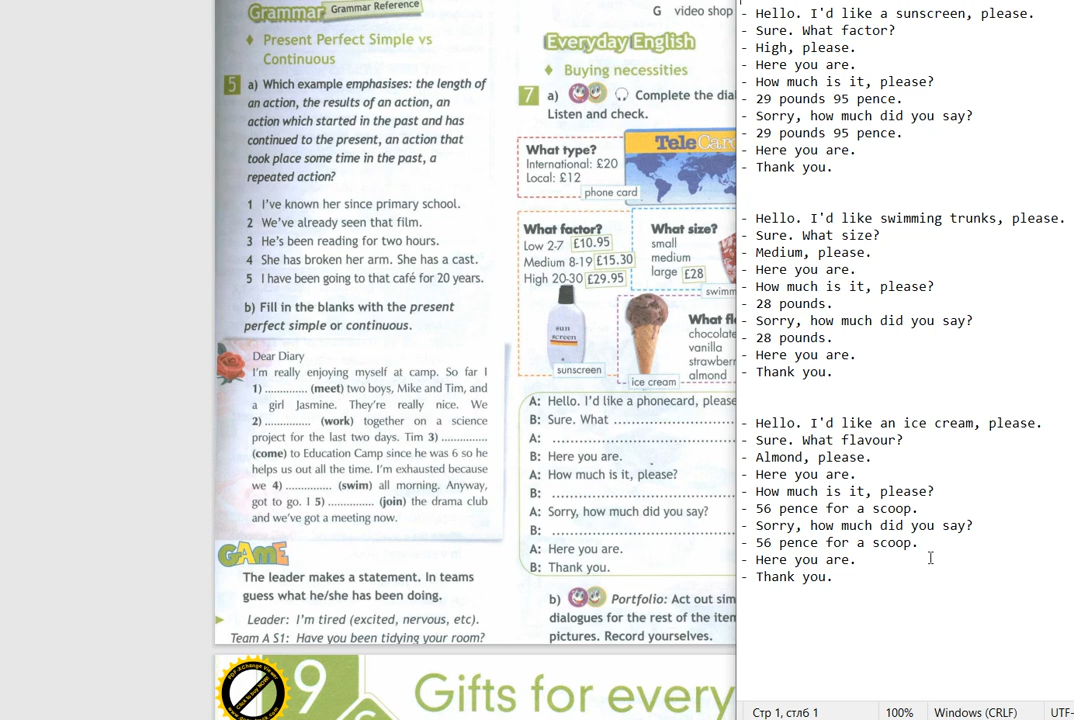 Grammar Grammar Reference
♦ Present Perfect Simple vs
Continuous
5 a) Which example emphasises: the length of
an action, the results of an action, an
action which started in the past and has
continued to the present, an action that
took place some time in the past, a
repeated action?
1 I've known her since primary school.
2 We've already seen that film.
3 He's been reading for two hours.
4 She has broken her arm. She has a cast.
5 I have been going to that café for 20 years.
b) Fill in the blanks with the present
perfect simple or continuous.
Dear Diary
I'm really enjoying myself at camp. So far I
1) ............ (meet) two boys, Mike and Tim, and
a girl Jasmine. They're really nice. We
2) ............ (work) together on a science
project for the last two days. Tim 3) ............
(come) to Education Camp since he was 6 so he
helps us out all the time. I'm exhausted because
we 4) ............ (swim) all morning. Anyway,
got to go. I 5) ............ (join) the drama club
and we've got a meeting now.
GAME
The leader makes a statement. In teams
guess what he/she has been doing.
Leader: I'm tired (excited, nervous, etc).
Team A S1: Have you been tidying your room?
G video shop
Everyday English
♦ Buying necessities
7 a) Complete the dia
Listen and check.
What type?
International: £20
Local: £12
phone card
TeleCard
What factor?
Low 2-7 £10.95
Medium 8-19 £15.30
High 20-30 £29.95
sun
screen
sunscreen
What size?
small
medium
large £28
swimm
What fl
chocolate
vanilla
strawberr
almond
ice cream
A: Hello. I'd like a phonecard, please
B: Sure. What ............
A: ............
B: Here you are.
A: How much is it, please?
B: ............
A: Sorry, how much did you say?
B: ............
A: Here you are.
B: Thank you.
b) Portfolio: Act out sim
dialogues for the rest of the item
pictures. Record yourselves.
PDF-XChange Viewer
Click to buy NOW!
www.docu-track.com
9
c
Gifts for every
- Hello. I'd like a sunscreen, please.
- Sure. What factor?
- High, please.
- Here you are.
- How much is it, please?
- 29 pounds 95 pence.
- Sorry, how much did you say?
- 29 pounds 95 pence.
- Here you are.
- Thank you.
- Hello. I'd like swimming trunks, please.
- Sure. What size?
- Medium, please.
- Here you are.
- How much is it, please?
- 28 pounds.
- Sorry, how much did you say?
- 28 pounds.
- Here you are.
- Thank you.
- Hello. I'd like an ice cream, please.
- Sure. What flavour?
- Almond, please.
- Here you are.
- How much is it, please?
- 56 pence for a scoop.
- Sorry, how much did you say?
- 56 pence for a scoop.
- Here you are.
- Thank you.
Стр 1, стлб 1 100% Windows (CRLF) UTF-